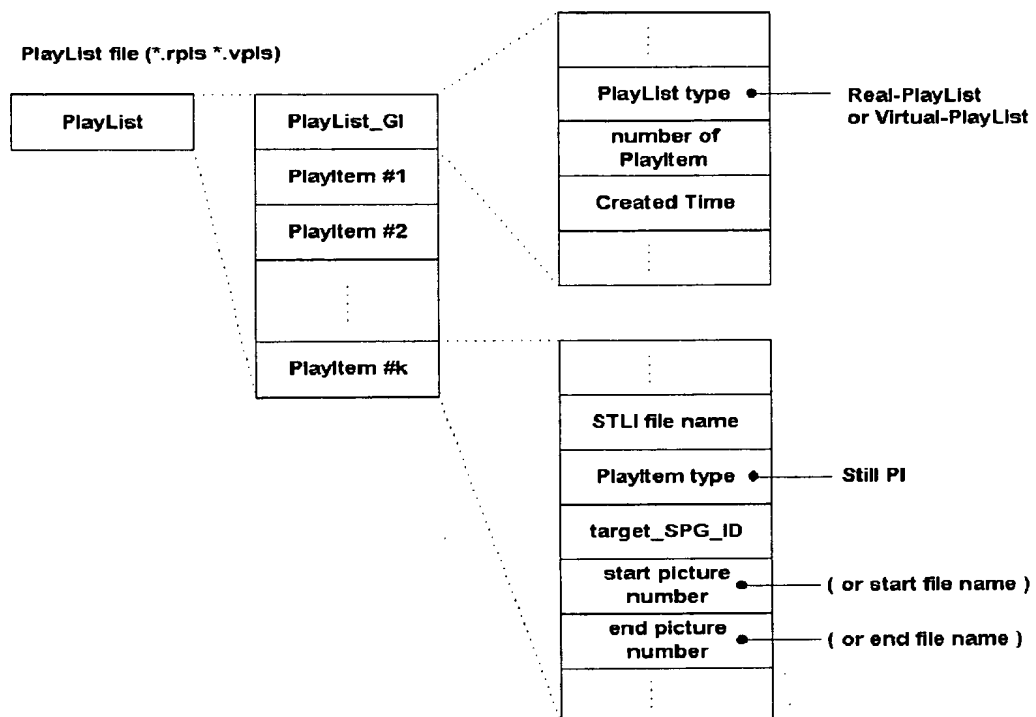 PlayList file (*.rpls *.vpls)
PlayList
PlayList_GI
PlayItem #1
PlayItem #2
PlayItem #k
PlayList type
Real-PlayList
or Virtual-PlayList
number of
PlayItem
Created Time
STLI file name
PlayItem type
Still PI
target_SPG_ID
start picture
number
( or start file name )
end picture
number
( or end file name )